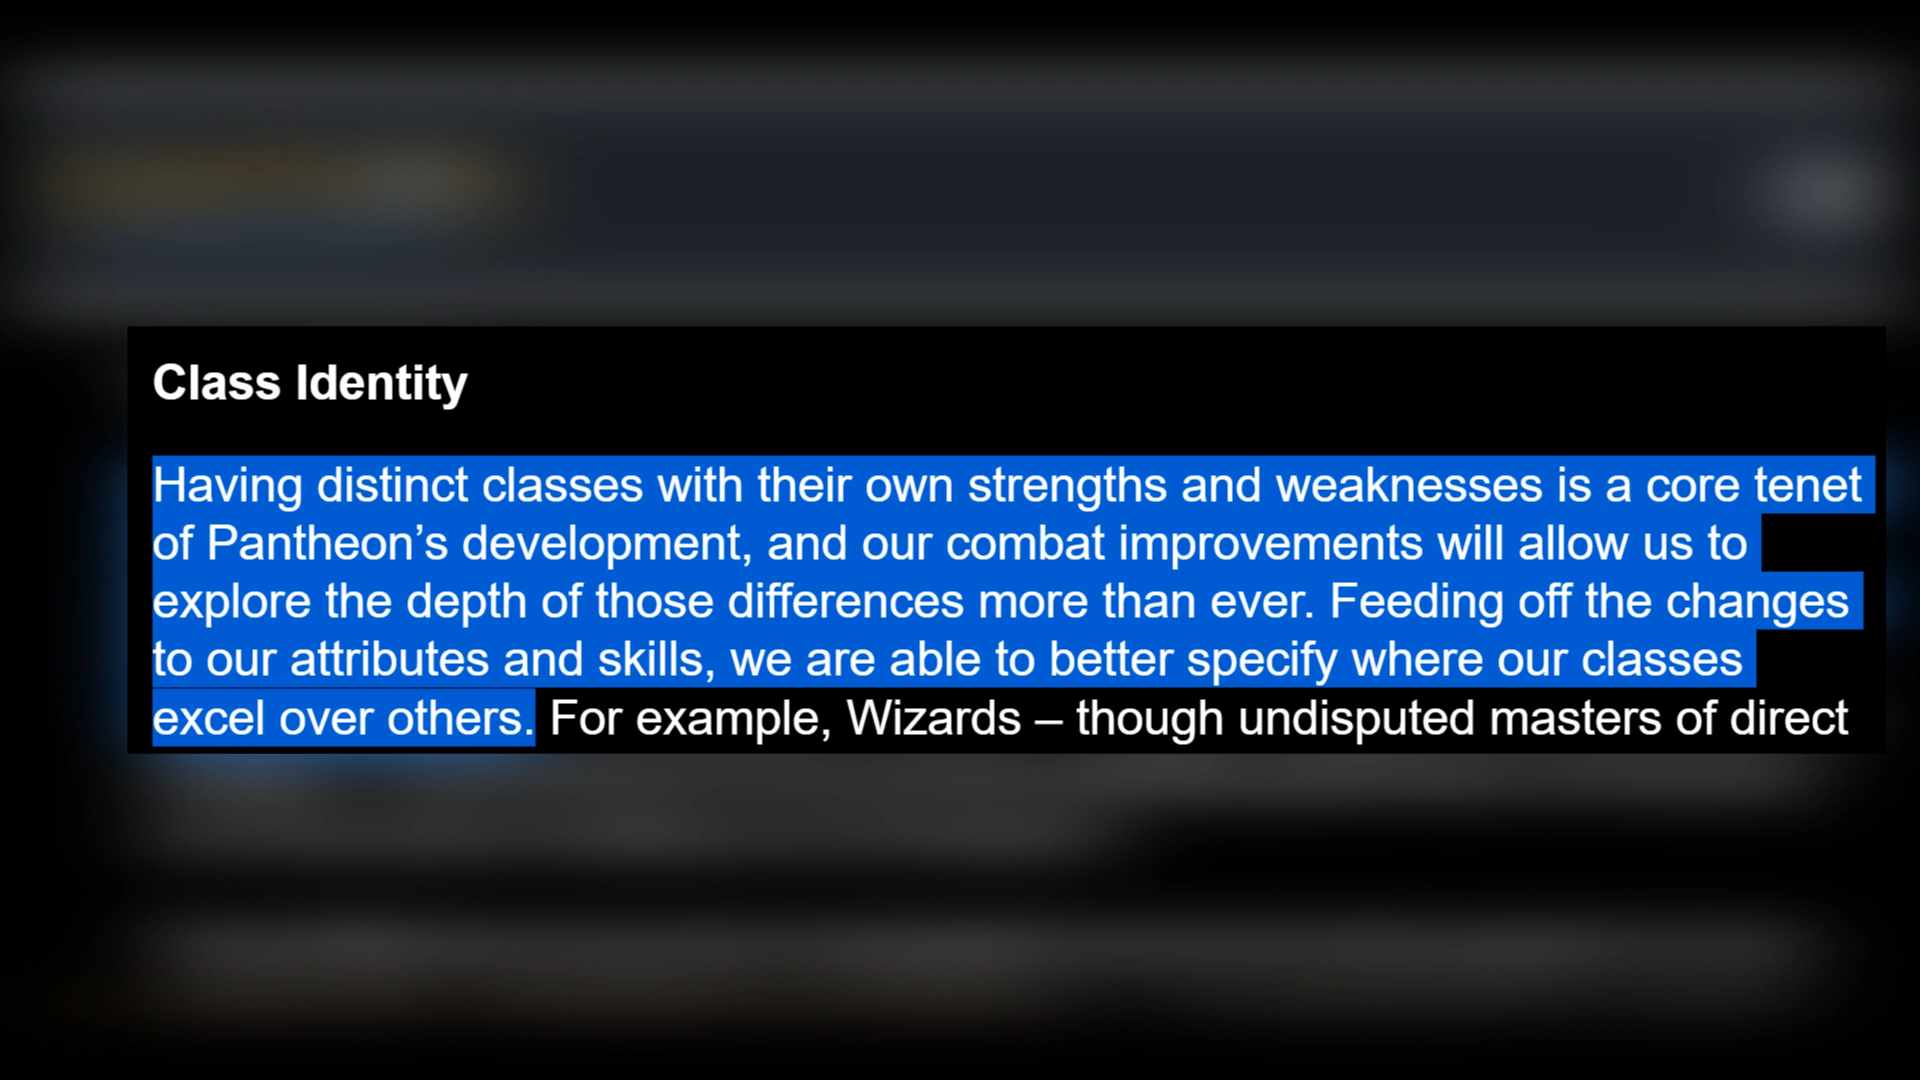 Class Identity
Having distinct classes with their own strengths and weaknesses is a core tenet
of Pantheon’s development, and our combat improvements will allow us to
explore the depth of those differences more than ever. Feeding off the changes
to our attributes and skills, we are able to better specify where our classes
excel over others. For example, Wizards – though undisputed masters of direct